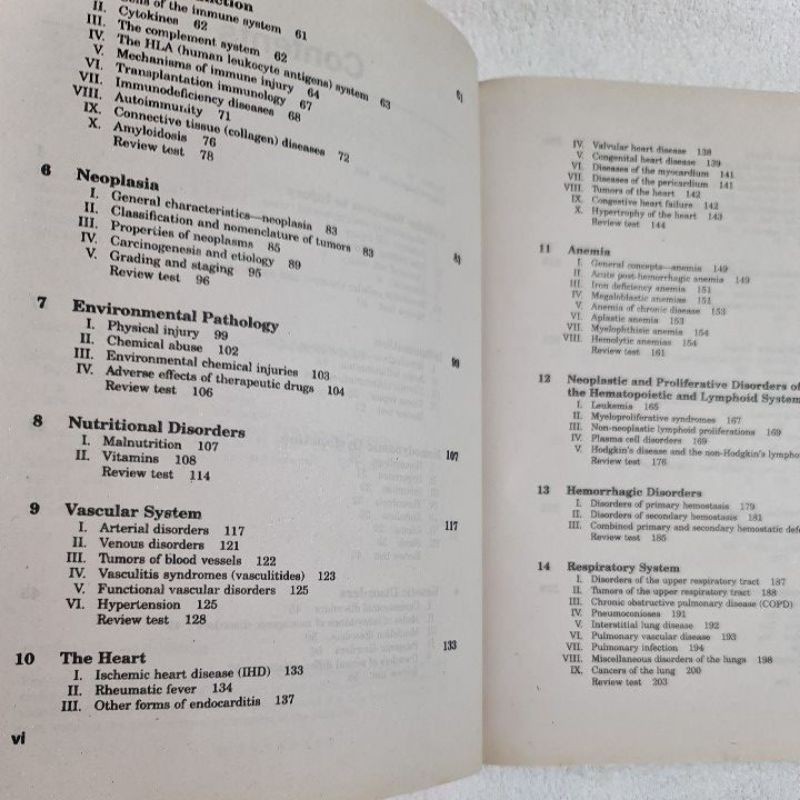 of the immune system 61
II. Cytokines 62
III. The complement system 62
IV. The HLA (human leukocyte antigens) system 63
V. Mechanisms of immune injury 64
VI. Transplantation immunology 67
VII. Immunodeficiency diseases 68
VIII. Autoimmunity 71
IX. Connective tissue (collagen) diseases 72
X. Amyloidosis 76
Review test 78
61
6 Neoplasia
I. General characteristics—neoplasia 83
II. Classification and nomenclature of tumors 83
III. Properties of neoplasms 85
IV. Carcinogenesis and etiology 89
V. Grading and staging 95
Review test 96
83
7 Environmental Pathology
I. Physical injury 99
II. Chemical abuse 102
III. Environmental chemical injuries 103
IV. Adverse effects of therapeutic drugs 104
Review test 106
99
8 Nutritional Disorders
I. Malnutrition 107
II. Vitamins 108
Review test 114
107
9 Vascular System
I. Arterial disorders 117
II. Venous disorders 121
III. Tumors of blood vessels 122
IV. Vasculitis syndromes (vasculitides) 123
V. Functional vascular disorders 125
VI. Hypertension 125
Review test 128
117
10 The Heart
I. Ischemic heart disease (IHD) 133
II. Rheumatic fever 134
III. Other forms of endocarditis 137
133
vi
IV. Valvular heart disease 138
V. Congenital heart disease 139
VI. Diseases of the myocardium 141
VII. Diseases of the pericardium 141
VIII. Tumors of the heart 142
IX. Congestive heart failure 142
X. Hypertrophy of the heart 143
Review test 144
11 Anemia
I. General concepts—anemia 149
II. Acute post-hemorrhagic anemia 149
III. Iron deficiency anemia 151
IV. Megaloblastic anemias 151
V. Anemia of chronic disease 153
VI. Aplastic anemia 153
VII. Myelophthisic anemia 154
VIII. Hemolytic anemias 154
Review test 161
12 Neoplastic and Proliferative Disorders of
the Hematopoietic and Lymphoid System
I. Leukemia 165
II. Myeloproliferative syndromes 167
III. Non-neoplastic lymphoid proliferations 169
IV. Plasma cell disorders 169
V. Hodgkin's disease and the non-Hodgkin's lympho
Review test 176
13 Hemorrhagic Disorders
I. Disorders of primary hemostasis 179
II. Disorders of secondary hemostasis 181
III. Combined primary and secondary hemostatic def
Review test 185
14 Respiratory System
I. Disorders of the upper respiratory tract 187
II. Tumors of the upper respiratory tract 188
III. Chronic obstructive pulmonary disease (COPD)
IV. Pneumoconioses 191
V. Interstitial lung disease 192
VI. Pulmonary vascular disease 193
VII. Pulmonary infection 194
VIII. Miscellaneous disorders of the lungs 198
IX. Cancers of the lung 200
Review test 203